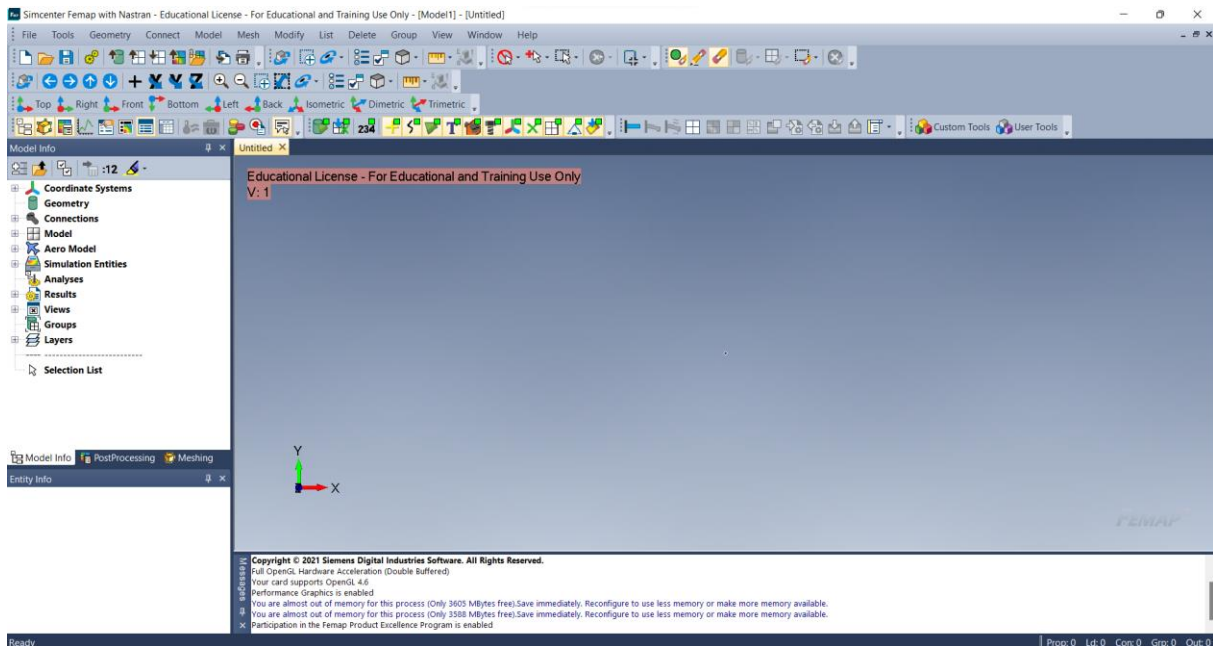 Simcenter Femap with Nastran - Educational License - For Educational and Training Use Only - [Model1] - [Untitled]
File Tools Geometry Connect Model Mesh Modify List Delete Group View Window Help
Top Right Front Bottom Left Back Isometric Dimetric Trimetric
234 T Custom Tools User Tools
Model Info
Untitled
:12
Coordinate Systems
Geometry
Connections
Model
Aero Model
Simulation Entities
Analyses
Results
Views
Groups
Layers
Selection List
Model Info PostProcessing Meshing
Entity Info
Educational License - For Educational and Training Use Only
V: 1
Y
X
FEMAP
Messages
Copyright © 2021 Siemens Digital Industries Software. All Rights Reserved.
Full OpenGL Hardware Acceleration (Double Buffered)
Your card supports OpenGL 4.6
Performance Graphics is enabled
You are almost out of memory for this process (Only 3605 MBytes free).Save immediately. Reconfigure to use less memory or make more memory available.
You are almost out of memory for this process (Only 3588 MBytes free).Save immediately. Reconfigure to use less memory or make more memory available.
Participation in the Femap Product Excellence Program is enabled
Ready
Prop: 0 Ld: 0 Con: 0 Grp: 0 Out: 0